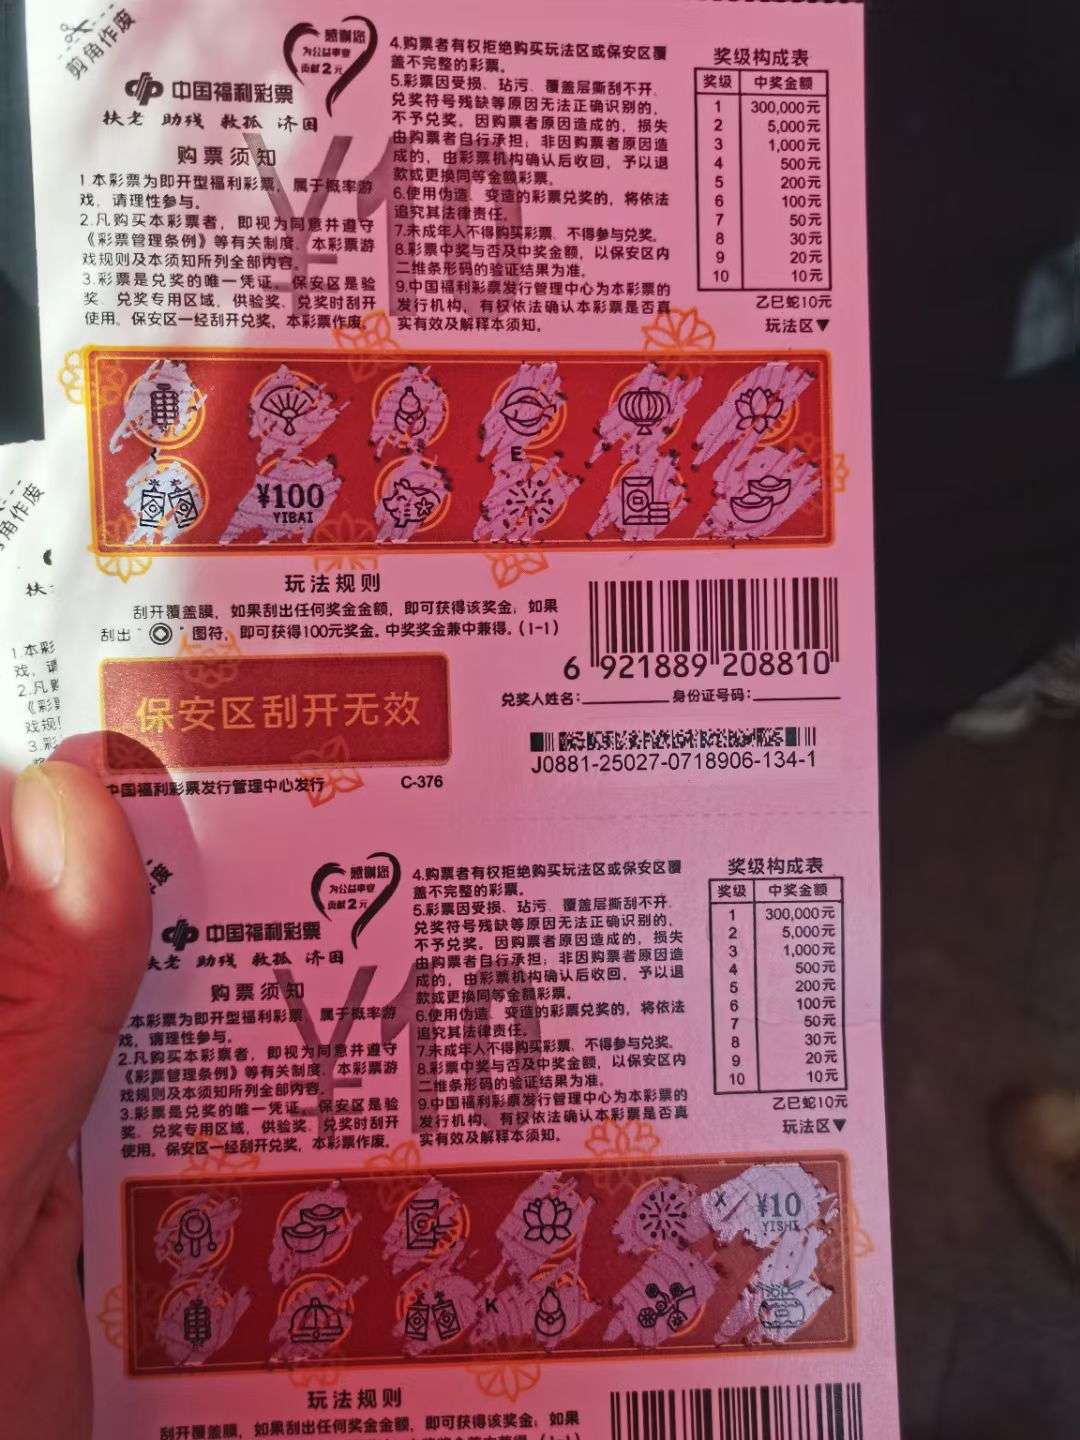 剪角作废
感谢您
为公益事业
贡献2元
中国福利彩票
扶老 助残 救孤 济困
购票须知
1.本彩票为即开型福利彩票，属于概率游
戏，请理性参与。
2.凡购买本彩票者，即视为同意并遵守
《彩票管理条例》等有关制度、本彩票游
戏规则及本须知所列全部内容。
3.彩票是兑奖的唯一凭证。保安区是验
奖、兑奖专用区域，供验奖、兑奖时刮开
使用。保安区一经刮开兑奖，本彩票作废。
4.购票者有权拒绝购买玩法区或保安区覆
盖不完整的彩票。
5.彩票因受损、玷污、覆盖层撕刮不开、
兑奖符号残缺等原因无法正确识别的，
不予兑奖。因购票者原因造成的，损失
由购票者自行承担；非因购票者原因造
成的，由彩票机构确认后收回，予以退
款或更换同等金额彩票。
6.使用伪造、变造的彩票兑奖的，将依法
追究其法律责任。
7.未成年人不得购买彩票、不得参与兑奖。
8.彩票中奖与否及中奖金额，以保安区内
二维条形码的验证结果为准。
9.中国福利彩票发行管理中心为本彩票的
发行机构，有权依法确认本彩票是否真
实有效及解释本须知。
¥10
奖级构成表
奖级 中奖金额
1 300,000元
2 5,000元
3 1,000元
4 500元
5 200元
6 100元
7 50元
8 30元
9 20元
10 10元
乙巳蛇10元
玩法区▼
E
¥100
YIBAI
玩法规则
刮开覆盖膜，如果刮出任何奖金金额，即可获得该奖金；如果
刮出“ ”图符，即可获得100元奖金。中奖奖金兼中兼得。(1-1)
保安区刮开无效
中国福利彩票发行管理中心发行 C-376
6 921889 208810
兑奖人姓名： 身份证号码：
J0881-25027-0718906-134-1
角作废
扶
1.本彩
戏，请
2.凡购
《彩票
戏规则
3.彩
废
感谢您
为公益事业
贡献2元
中国福利彩票
扶老 助残 救孤 济困
购票须知
本彩票为即开型福利彩票，属于概率游
戏，请理性参与。
2.凡购买本彩票者，即视为同意并遵守
《彩票管理条例》等有关制度、本彩票游
戏规则及本须知所列全部内容。
3.彩票是兑奖的唯一凭证。保安区是验
奖、兑奖专用区域，供验奖、兑奖时刮开
使用。保安区一经刮开兑奖，本彩票作废。
4.购票者有权拒绝购买玩法区或保安区覆
盖不完整的彩票。
5.彩票因受损、玷污、覆盖层撕刮不开、
兑奖符号残缺等原因无法正确识别的，
不予兑奖。因购票者原因造成的，损失
由购票者自行承担；非因购票者原因造
成的，由彩票机构确认后收回，予以退
款或更换同等金额彩票。
6.使用伪造、变造的彩票兑奖的，将依法
追究其法律责任。
7.未成年人不得购买彩票、不得参与兑奖。
8.彩票中奖与否及中奖金额，以保安区内
二维条形码的验证结果为准。
9.中国福利彩票发行管理中心为本彩票的
发行机构，有权依法确认本彩票是否真
实有效及解释本须知。
¥10
奖级构成表
奖级 中奖金额
1 300,000元
2 5,000元
3 1,000元
4 500元
5 200元
6 100元
7 50元
8 30元
9 20元
10 10元
乙巳蛇10元
玩法区▼
X
¥10
YISHI
K
玩法规则
刮开覆盖膜，如果刮出任何奖金金额，即可获得该奖金；如果